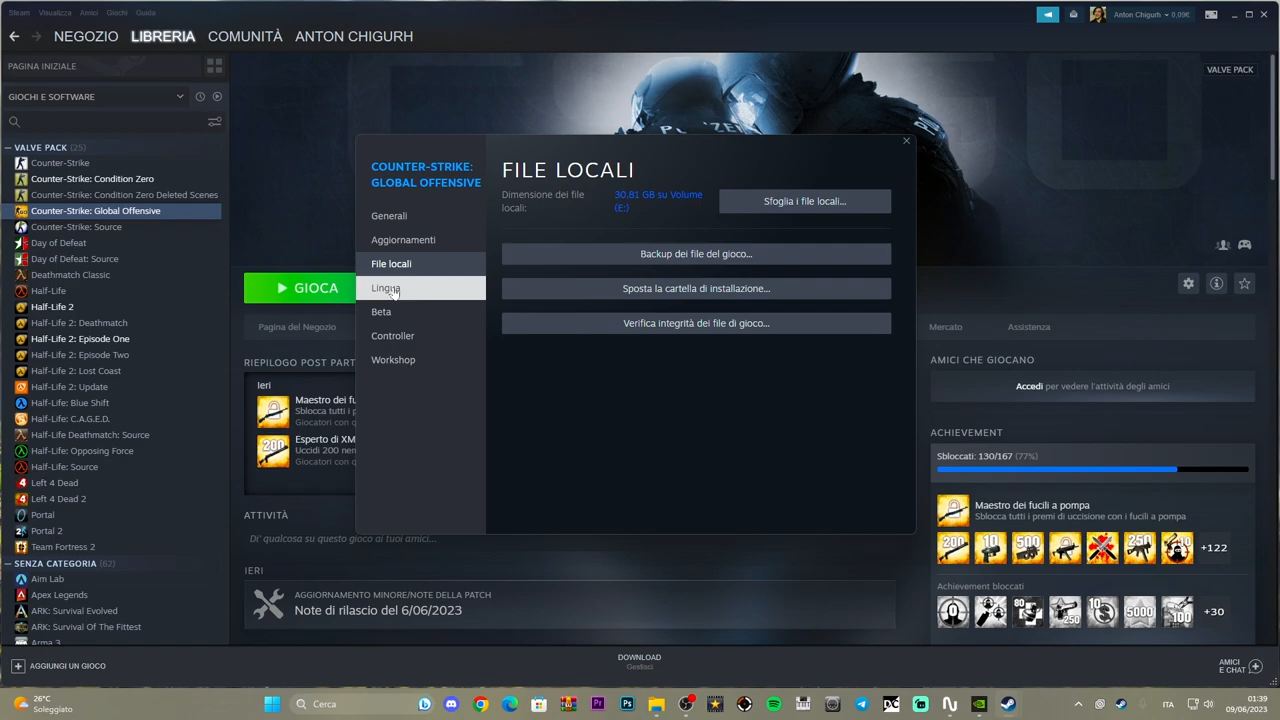 Steam Visualizza Amici Giochi Guida
Anton Chigurh 0,09€
NEGOZIO LIBRERIA COMUNITÀ ANTON CHIGURH
PAGINA INIZIALE
GIOCHI E SOFTWARE
VALVE PACK (25)
Counter-Strike
Counter-Strike: Condition Zero
Counter-Strike: Condition Zero Deleted Scenes
Counter-Strike: Global Offensive
Counter-Strike: Source
Day of Defeat
Day of Defeat: Source
Deathmatch Classic
Half-Life
Half-Life 2
Half-Life 2: Deathmatch
Half-Life 2: Episode One
Half-Life 2: Episode Two
Half-Life 2: Lost Coast
Half-Life 2: Update
Half-Life: Blue Shift
Half-Life: C.A.G.E.D.
Half-Life Deathmatch: Source
Half-Life: Opposing Force
Half-Life: Source
Left 4 Dead
Left 4 Dead 2
Portal
Portal 2
Team Fortress 2
SENZA CATEGORIA (62)
Aim Lab
Apex Legends
ARK: Survival Evolved
ARK: Survival Of The Fittest
Arma 3
AGGIUNGI UN GIOCO
VALVE PACK
COUNTER-STRIKE:
GLOBAL OFFENSIVE
Generali
Aggiornamenti
File locali
Lingua
Beta
Controller
Workshop
FILE LOCALI
Dimensione dei file
locali:
30,81 GB su Volume
(E:)
Sfoglia i file locali...
Backup dei file del gioco...
Sposta la cartella di installazione...
Verifica integrità dei file di gioco...
GIOCA
Pagina del Negozio
Mercato
Assistenza
RIEPILOGO POST PART
Ieri
Maestro dei fu
Sblocca tutti i p
Giocatori con q
200
Esperto di XM
Uccidi 200 nem
Giocatori con q
ATTIVITÀ
Di' qualcosa su questo gioco ai tuoi amici...
IERI
AGGIORNAMENTO MINORE/NOTE DELLA PATCH
Note di rilascio del 6/06/2023
AMICI CHE GIOCANO
Accedi per vedere l'attività degli amici
ACHIEVEMENT
Sbloccati: 130/167 (77%)
Maestro dei fucili a pompa
Sblocca tutti i premi di uccisione con i fucili a pompa
200 10 500 250 10 +122
Achievement bloccati
80 250 10 5000 100 +30
DOWNLOAD
Gestisci
AMICI
E CHAT
26°C
Soleggiato
Cerca
ITA
01:39
09/06/2023